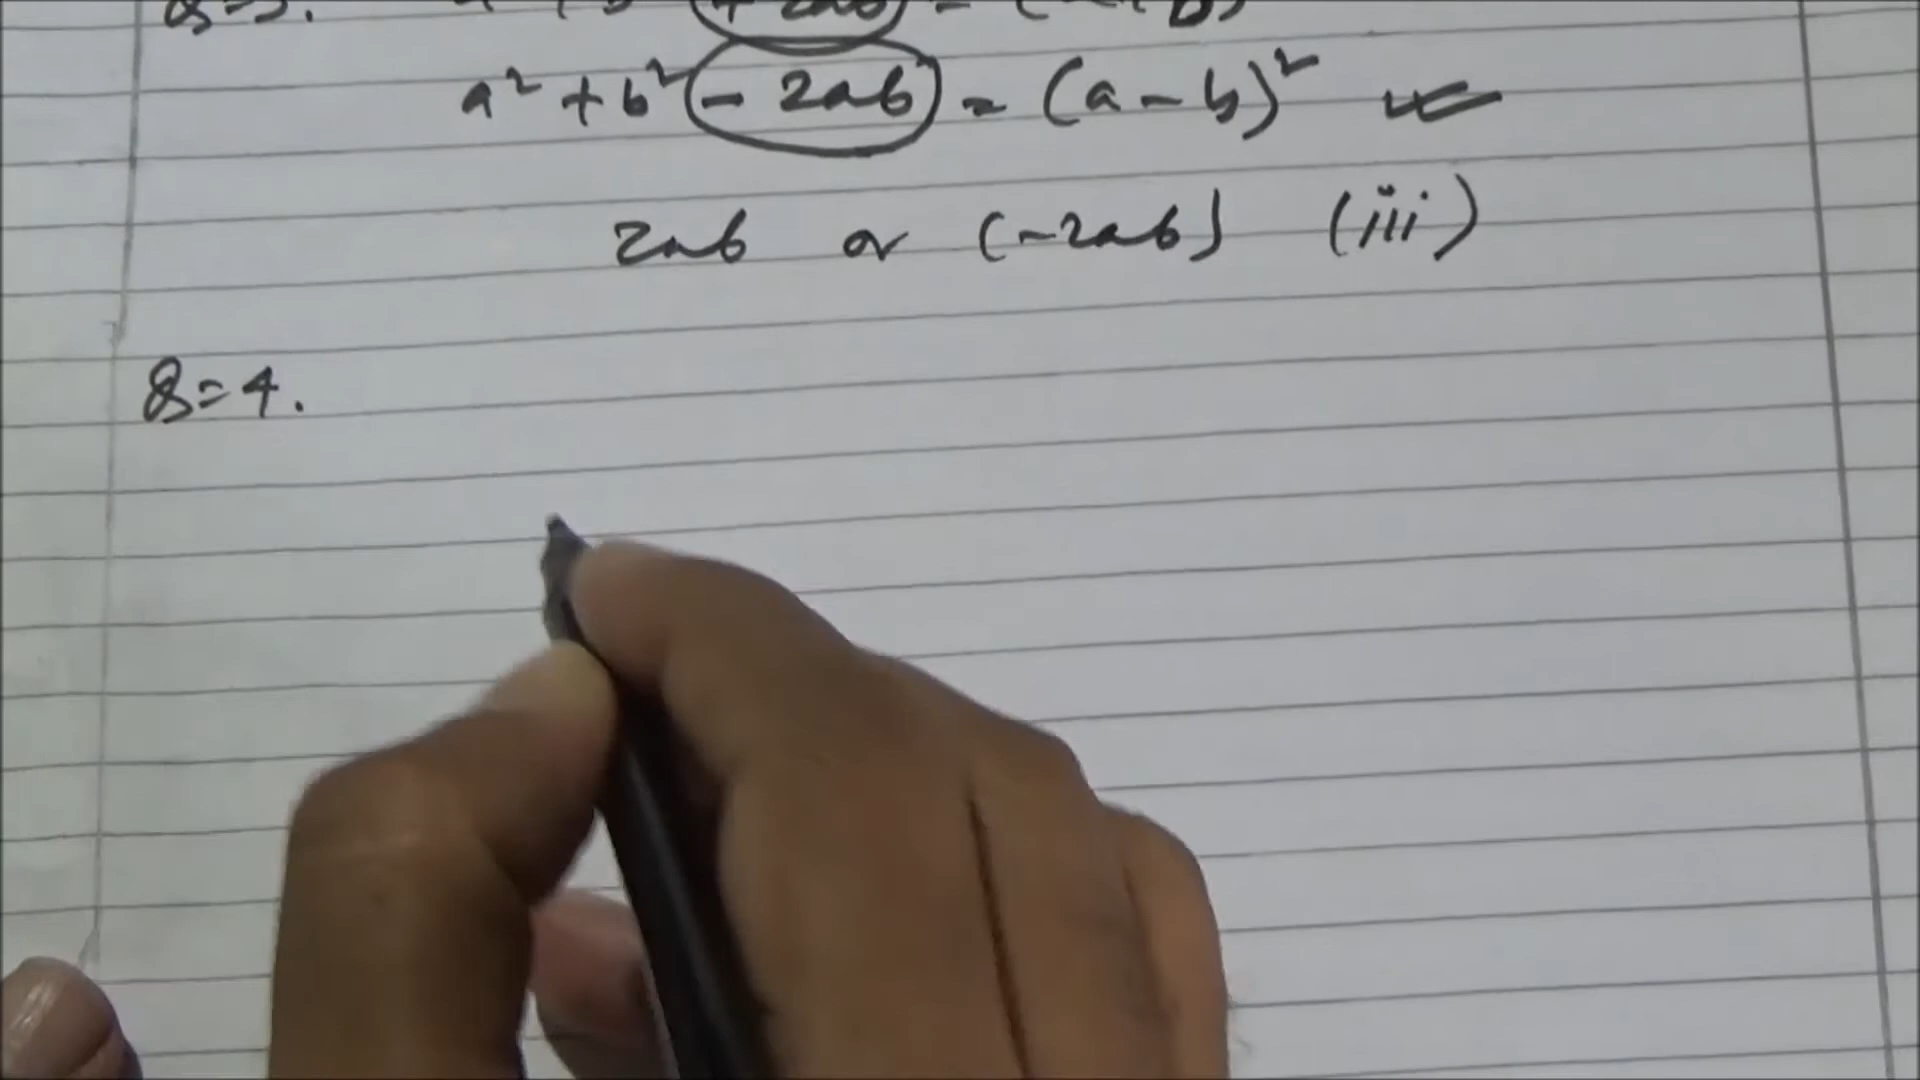 a² + b² - 2ab = (a - b)²
2ab or (-2ab) (iii)
Q=4.